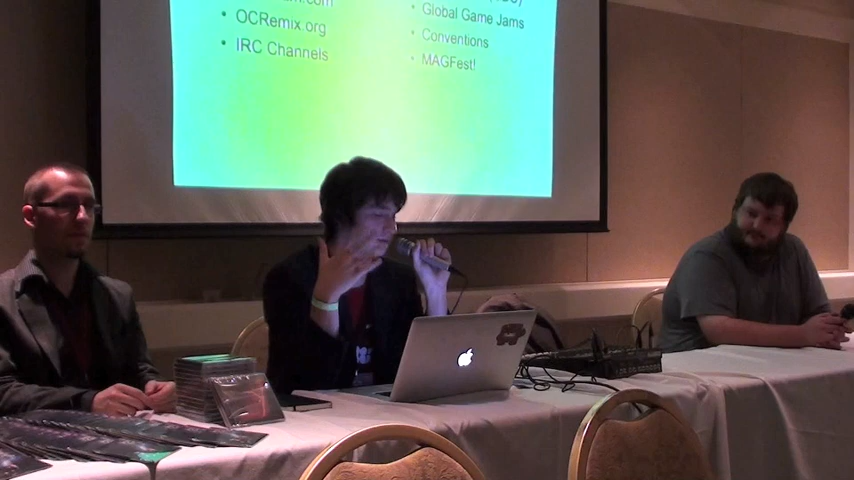 OCRemix.org
IRC Channels
Global Game Jams
Conventions
MAGFest!